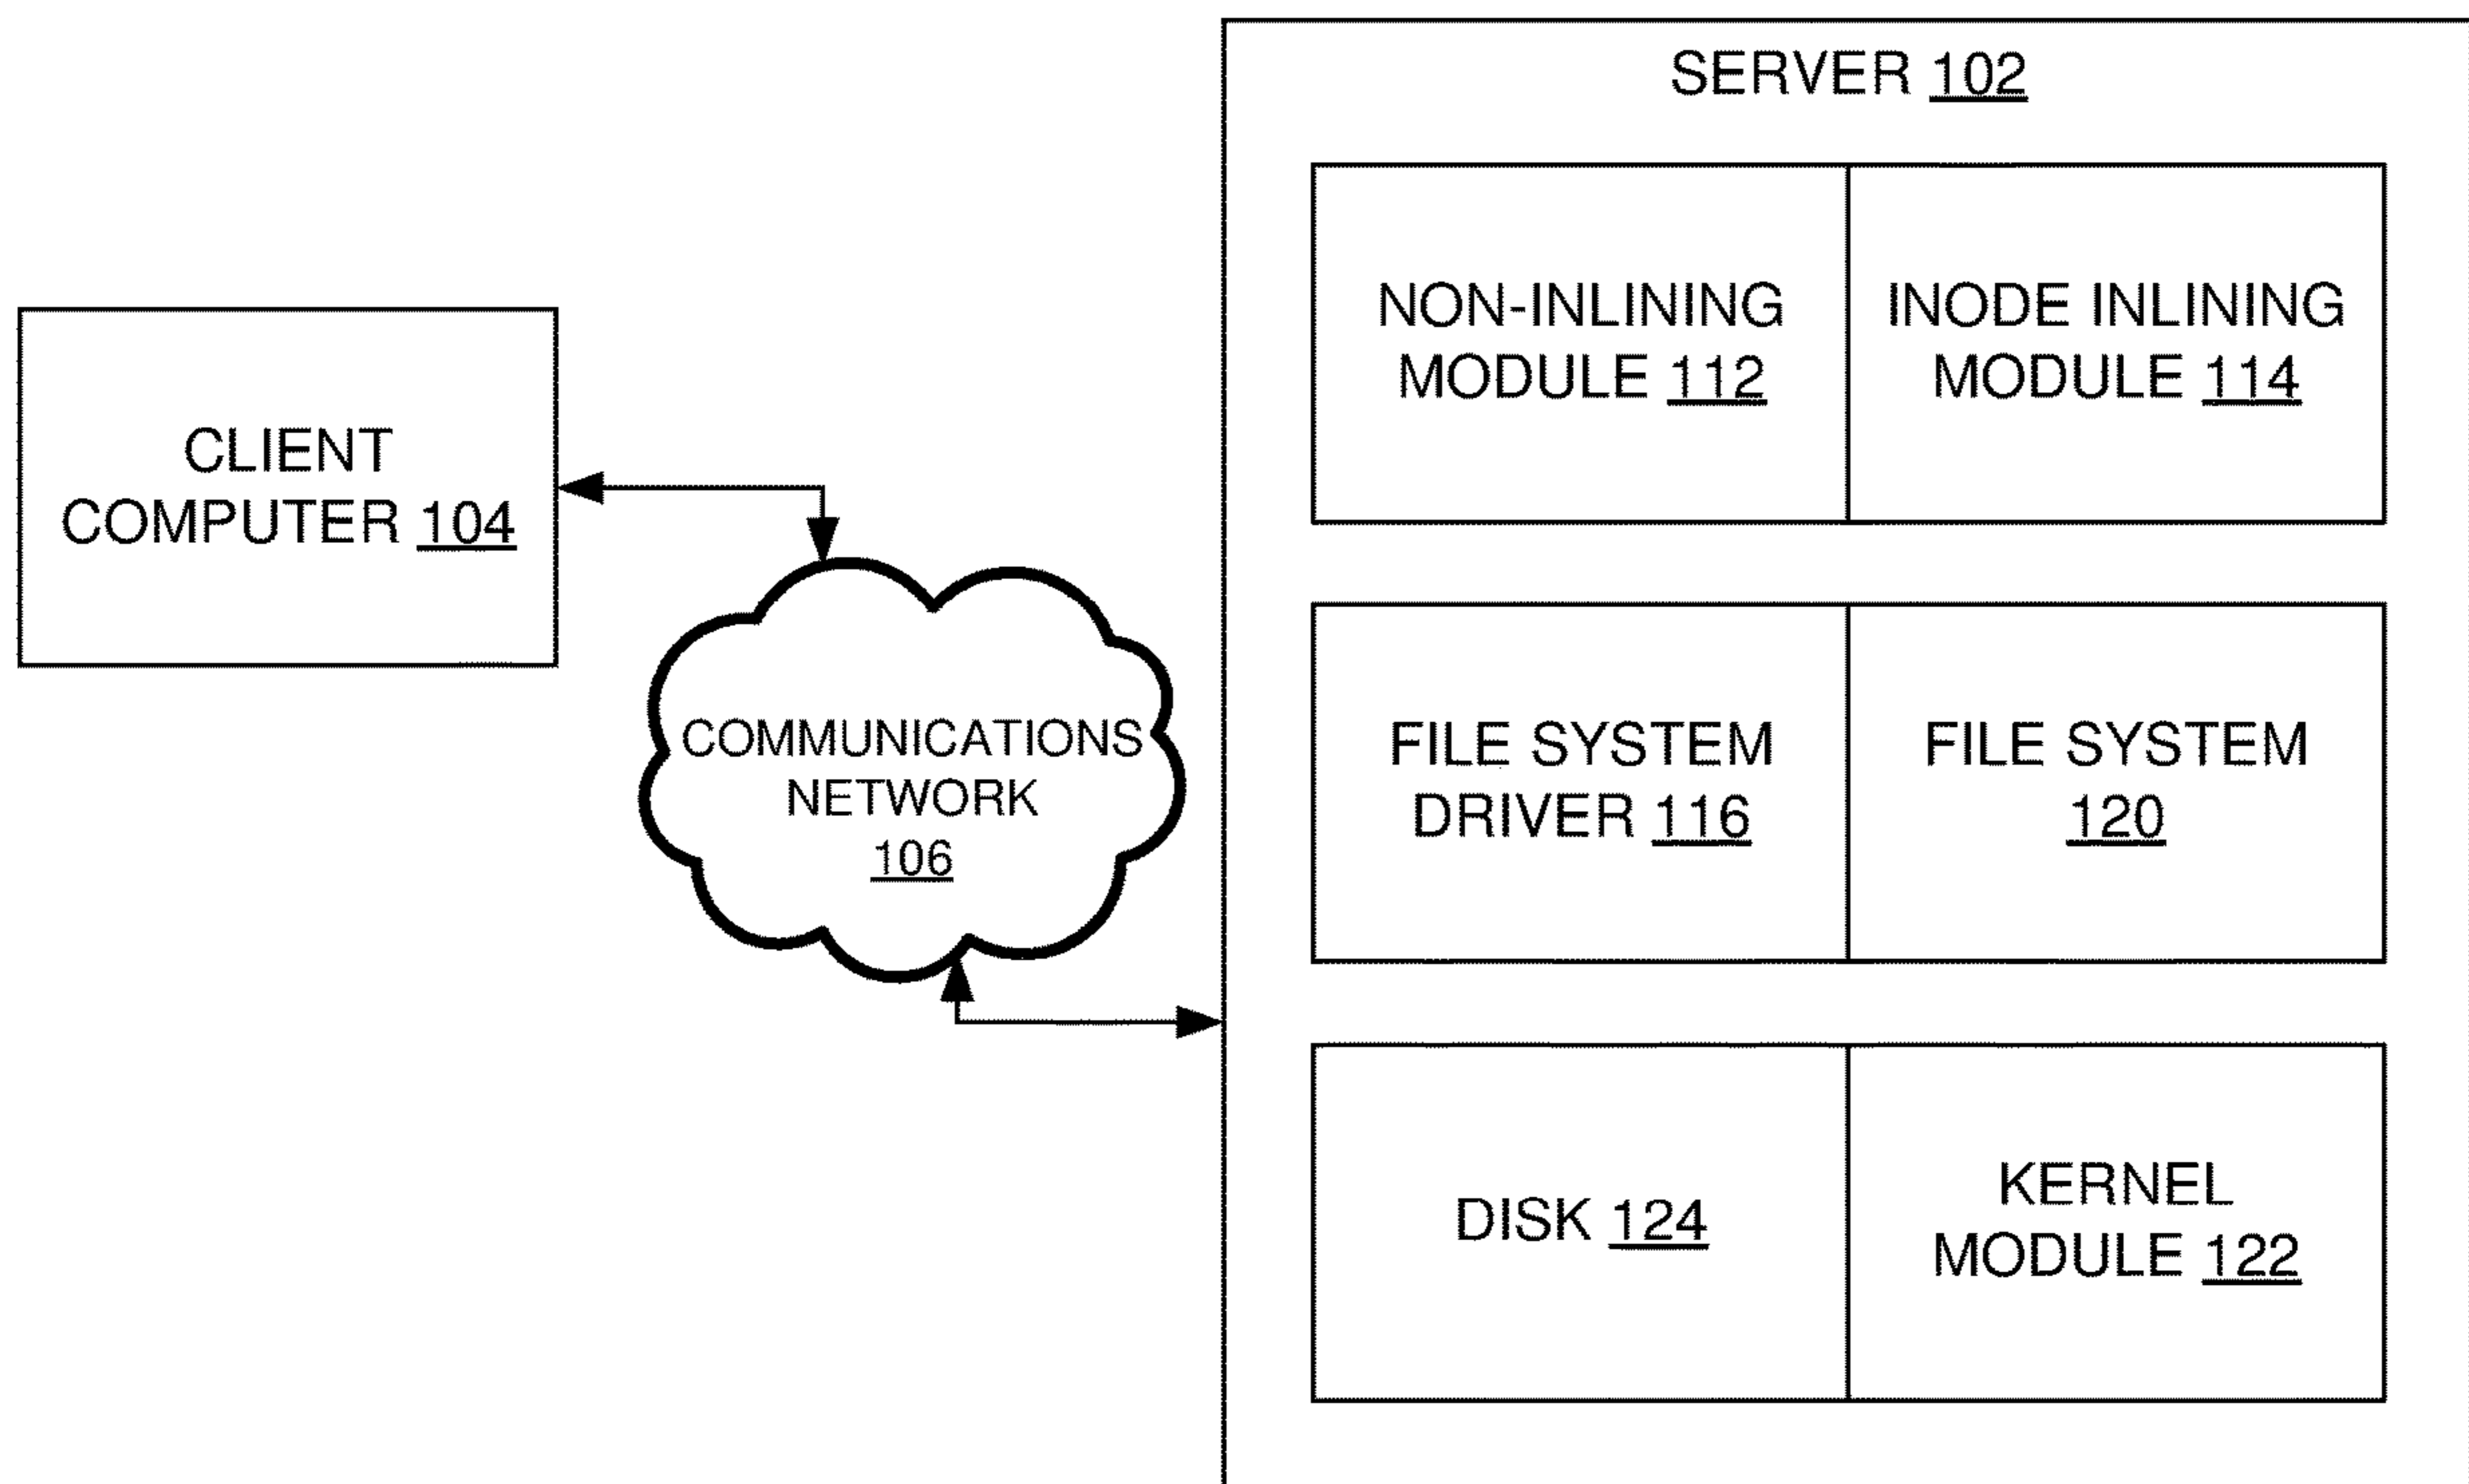 SERVER 102
NON-INLINING
MODULE 112
INODE INLINING
MODULE 114
CLIENT
COMPUTER 104
COMMUNICATIONS
NETWORK
106
FILE SYSTEM
DRIVER 116
FILE SYSTEM
120
DISK 124
KERNEL
MODULE 122